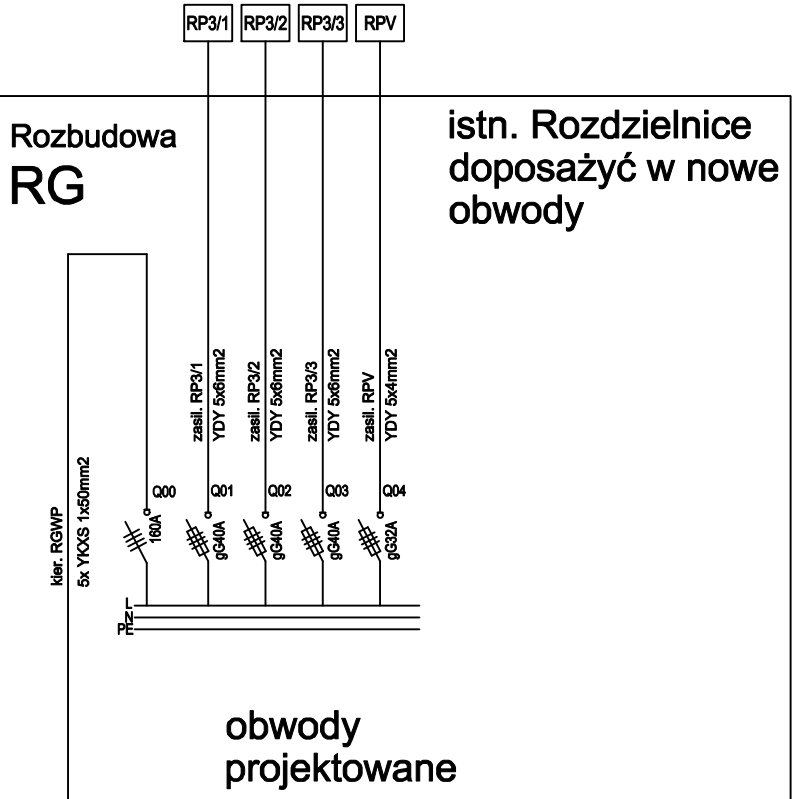 RP3/1 RP3/2 RP3/3 RPV
Rozbudowa
RG
istn. Rozdzielnice
doposażyć w nowe
obwody
zasil. RP3/1
YDY 5x6mm2
zasil. RP3/2
YDY 5x6mm2
zasil. RP3/3
YDY 5x6mm2
zasil. RPV
YDY 5x4mm2
kier. RGWP
5x YKXS 1x50mm2
Q00 Q01 Q02 Q03 Q04
160A gG40A gG40A gG40A gG32A
L
N
PE
obwody
projektowane